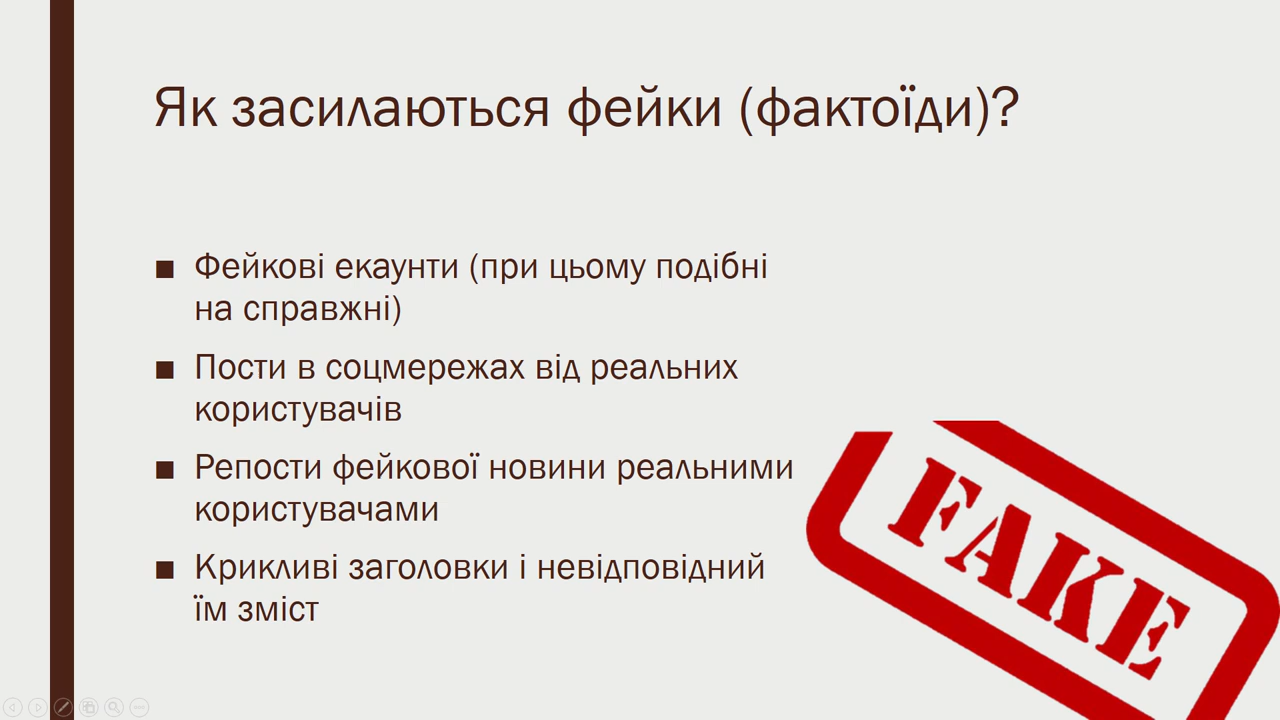 Як засилаються фейки (фактоїди)?
■ Фейкові екаунти (при цьому подібні
на справжні)
■ Пости в соцмережах від реальних
користувачів
■ Репости фейкової новини реальними
користувачами
■ Крикливі заголовки і невідповідний
їм зміст
FAKE